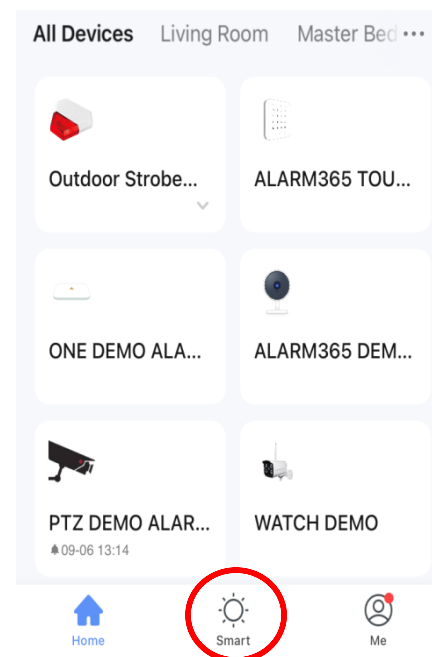 All Devices Living Room Master Bed ...
Outdoor Strobe... ALARM365 TOU...
ONE DEMO ALA... ALARM365 DEM...
PTZ DEMO ALAR... WATCH DEMO
09-06 13:14
Home Smart Me